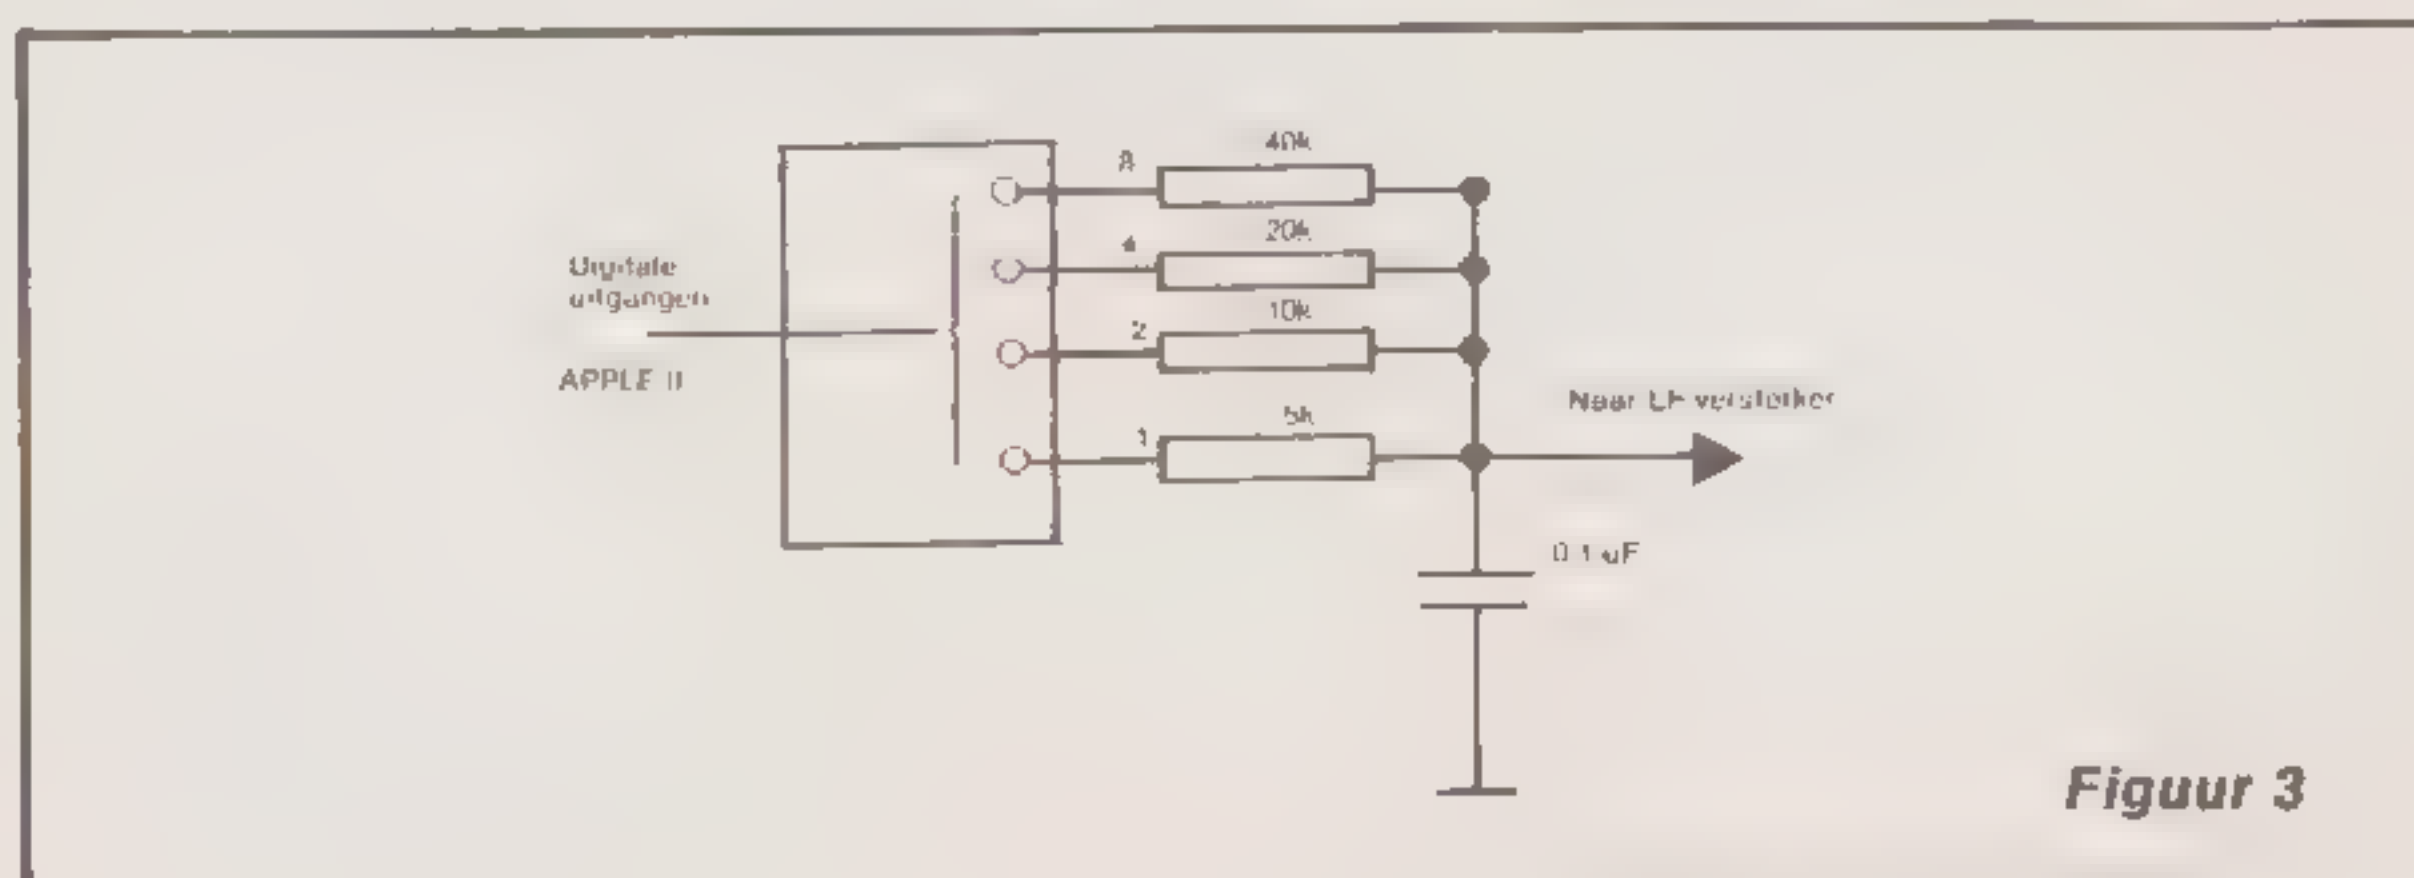 40k
8
20k
4
Digitale
uitgangen
10k
2
APPLE II
Naar LF versterker
5k
1
0.1 uF
Figuur 3